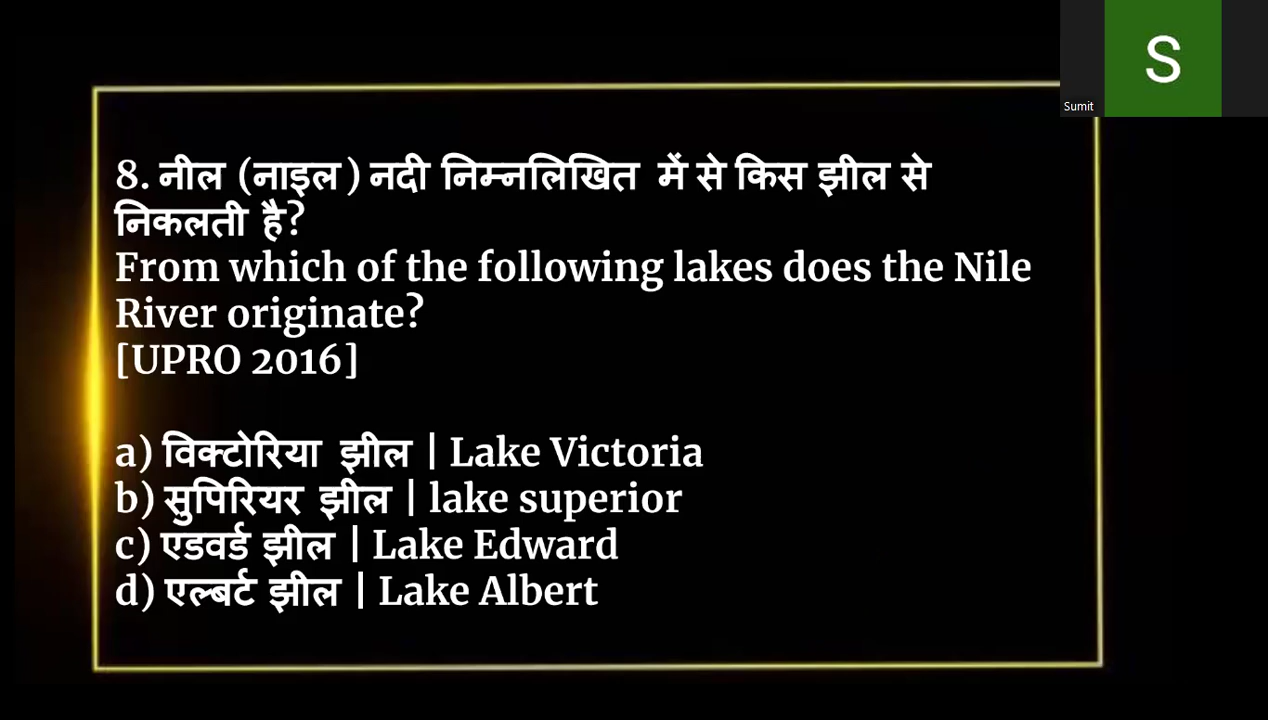 S
Sumit
8. नील (नाइल) नदी निम्नलिखित में से किस झील से
निकलती है?
From which of the following lakes does the Nile
River originate?
[UPRO 2016]
a) विक्टोरिया झील | Lake Victoria
b) सुपिरियर झील | lake superior
c) एडवर्ड झील | Lake Edward
d) एल्बर्ट झील | Lake Albert